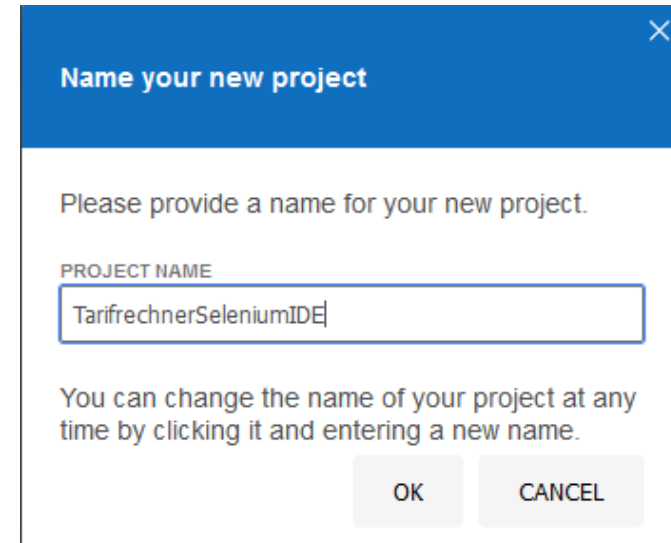 Name your new project
Please provide a name for your new project.
PROJECT NAME
TarifrechnerSeleniumIDE
You can change the name of your project at any
time by clicking it and entering a new name.
OK CANCEL